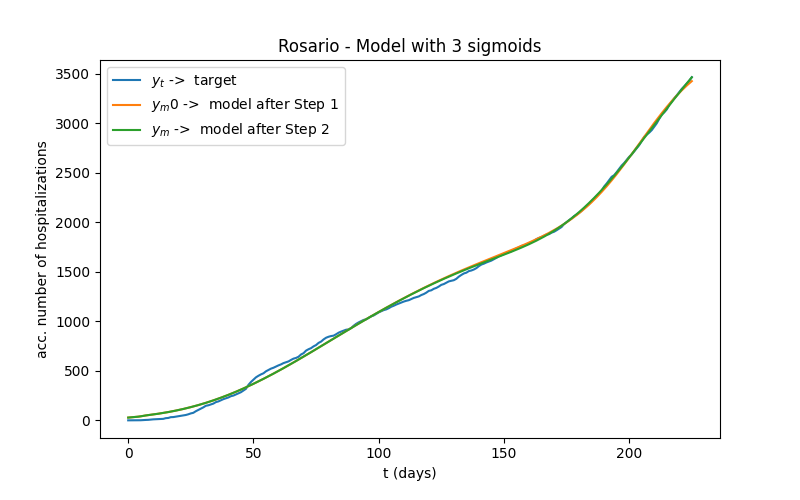 Rosario - Model with 3 sigmoids
y_t -> target
y_m0 -> model after Step 1
y_m -> model after Step 2
acc. number of hospitalizations
3500
3000
2500
2000
1500
1000
500
0
0 50 100 150 200
t (days)